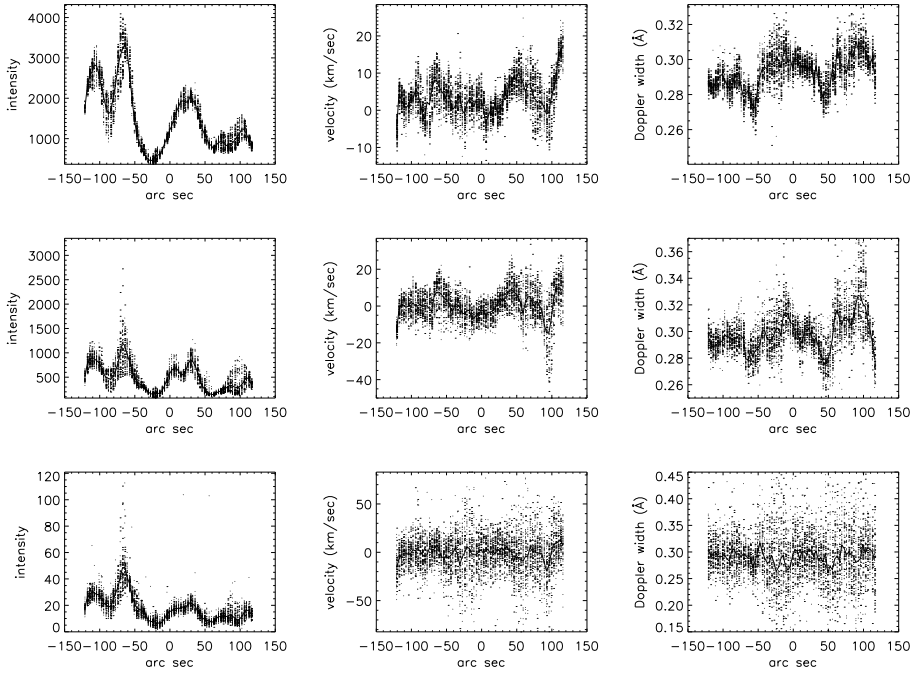 intensity
4000
3000
2000
1000
−150−100 −50 0 50 100 150
arc sec
velocity (km/sec)
20
10
0
−10
−150−100 −50 0 50 100 150
arc sec
Doppler width (Å)
0.32
0.30
0.28
0.26
−150−100 −50 0 50 100 150
arc sec
intensity
3000
2500
2000
1500
1000
500
−150−100 −50 0 50 100 150
arc sec
velocity (km/sec)
20
0
−20
−40
−150−100 −50 0 50 100 150
arc sec
Doppler width (Å)
0.36
0.34
0.32
0.30
0.28
0.26
−150−100 −50 0 50 100 150
arc sec
intensity
120
100
80
60
40
20
0
−150−100 −50 0 50 100 150
arc sec
velocity (km/sec)
50
0
−50
−150−100 −50 0 50 100 150
arc sec
Doppler width (Å)
0.45
0.40
0.35
0.30
0.25
0.20
0.15
−150−100 −50 0 50 100 150
arc sec